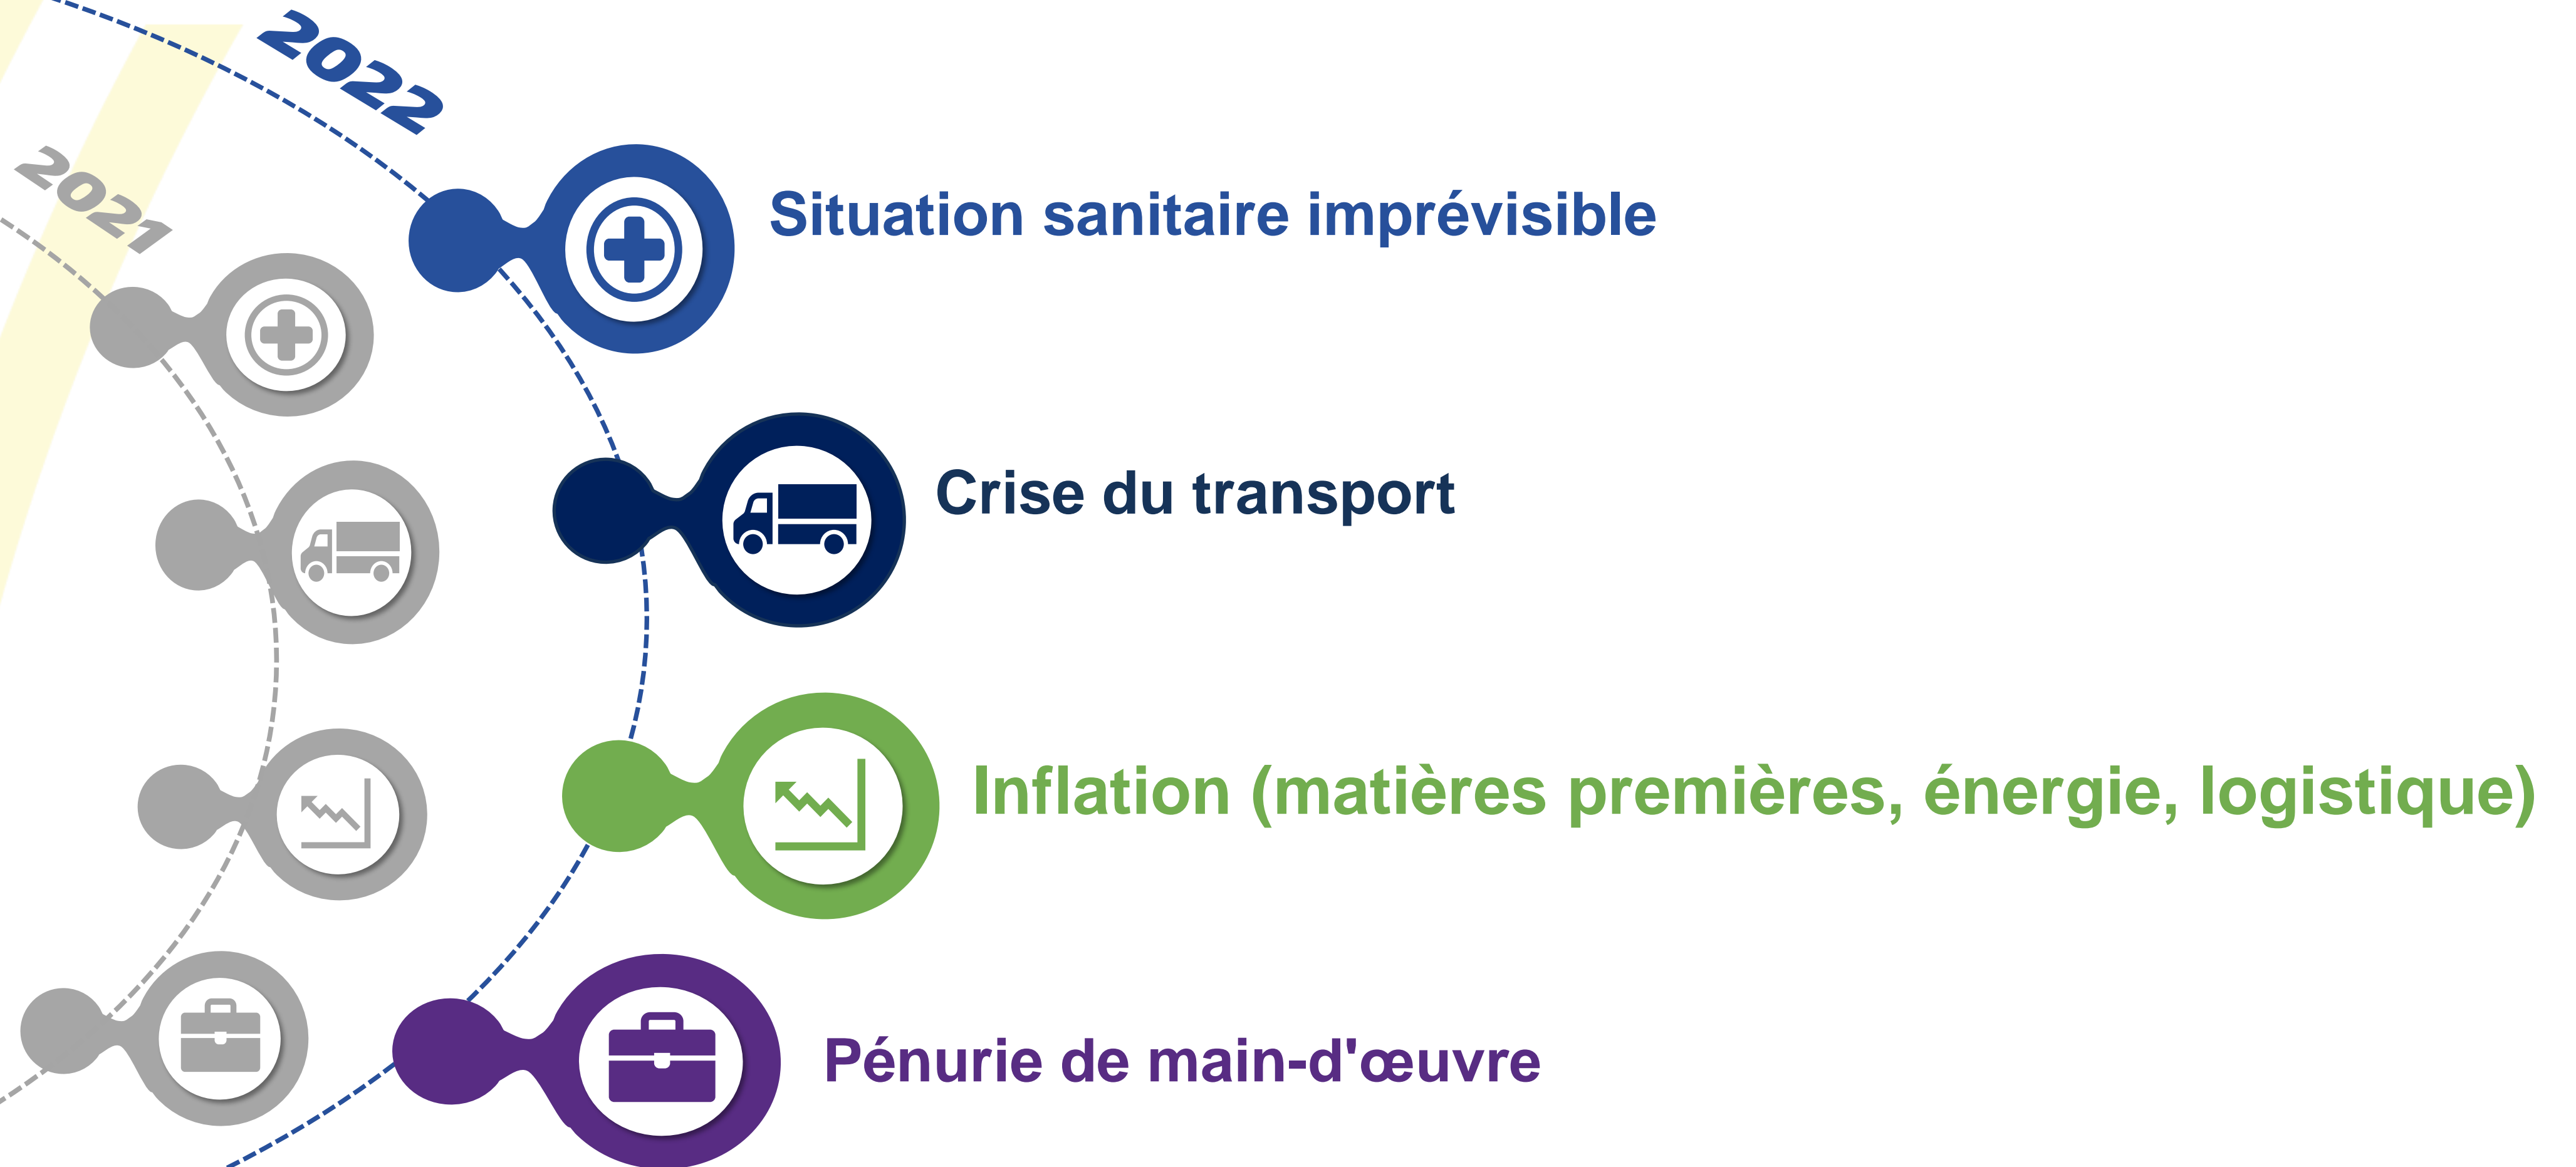 2022
2021
Situation sanitaire imprévisible
Crise du transport
Inflation (matières premières, énergie, logistique)
Pénurie de main-d'œuvre